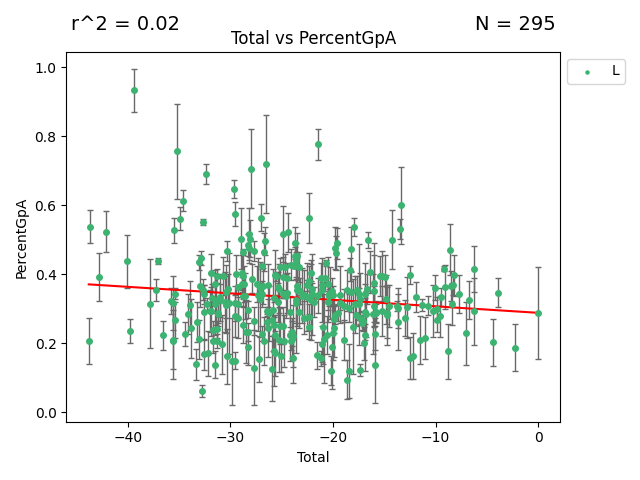 r^2 = 0.02
N = 295
Total vs PercentGpA
L
PercentGpA
1.0
0.8
0.6
0.4
0.2
0.0
−40
−30
−20
−10
0
Total